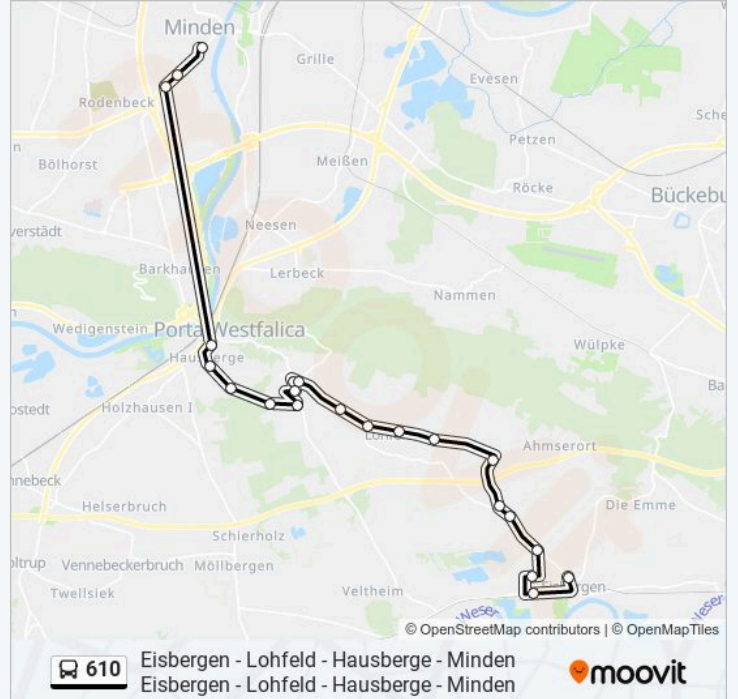 Minden
Grille
Evesen
Rodenbeck
Petzen
Sche
n
Bölhorst
Meißen
Röcke
Bückebu
verstädt
Neesen
Barkhausen
Lerbeck
Nammen
Wedigenstein
Porta Westfalica
Wülpke
Hausberge
Ba
ostedt
Holzhausen I
Ahmserort
nnebeck
Helserbruch
Die Emme
Schierholz
oltrup
Vennebeckerbruch
Möllbergen
Twellsiek
Veltheim
Eisbergen
Weser
Weser
© OpenStreetMap contributors | © OpenMapTiles
610
Eisbergen - Lohfeld - Hausberge - Minden
Eisbergen - Lohfeld - Hausberge - Minden
moovit